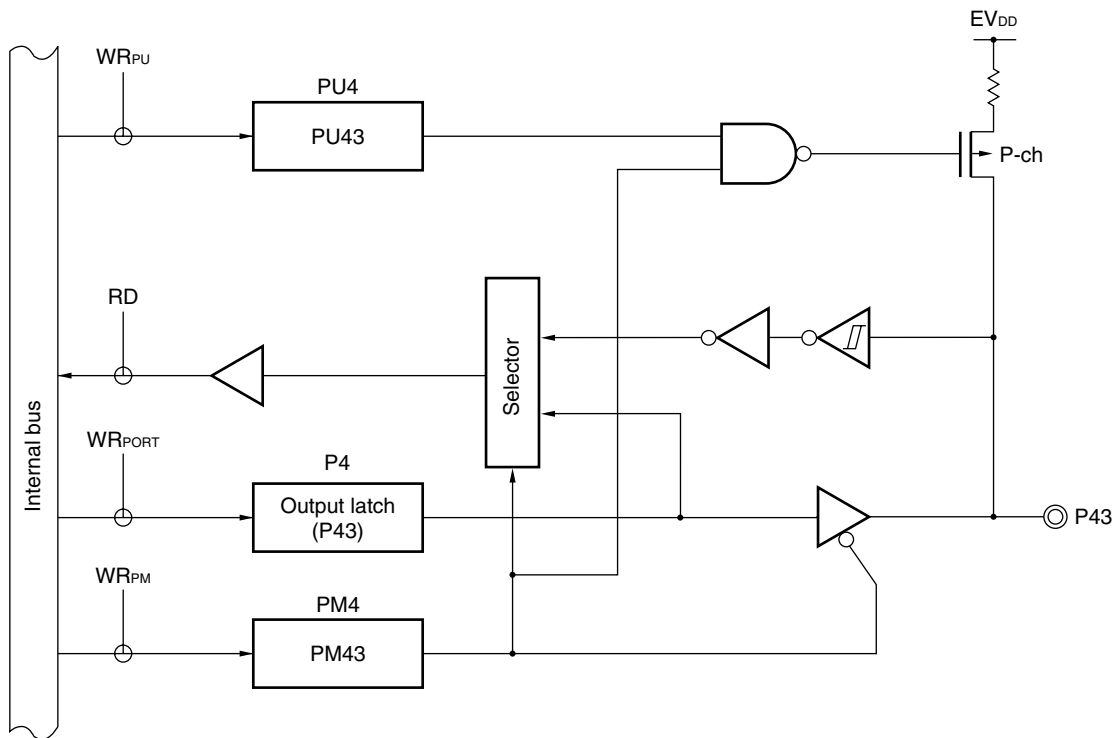 EVDD
WRPU
PU4
PU43
P-ch
RD
Selector
Internal bus
WRPORT
P4
Output latch
(P43)
P43
WRPM
PM4
PM43